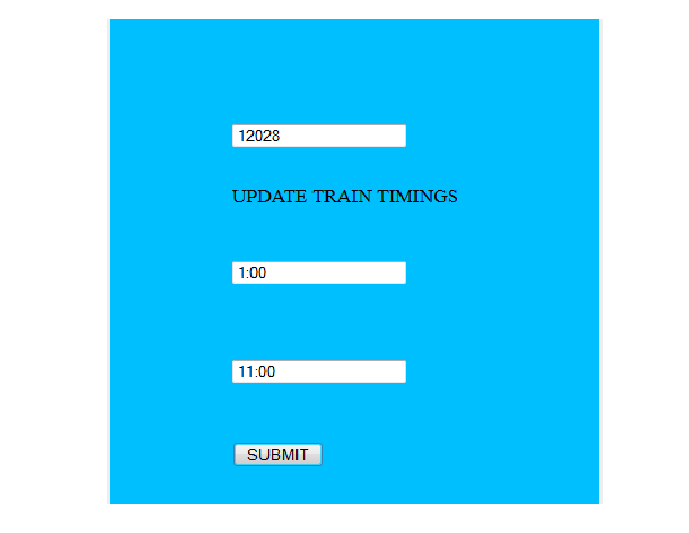 12028
UPDATE TRAIN TIMINGS
1:00
11:00
SUBMIT